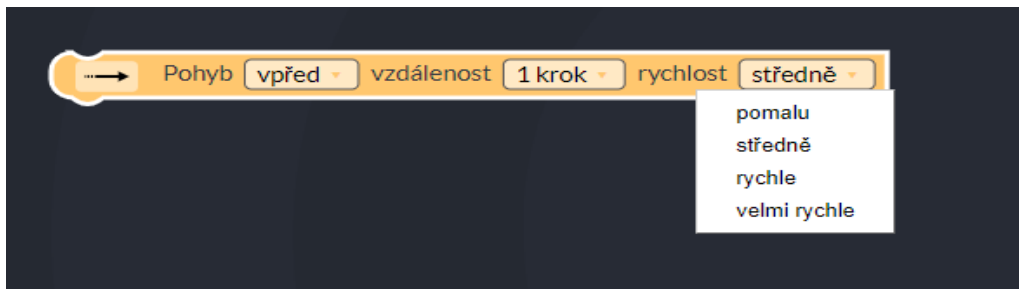 Pohyb vpřed vzdálenost 1 krok rychlost středně
pomalu
středně
rychle
velmi rychle